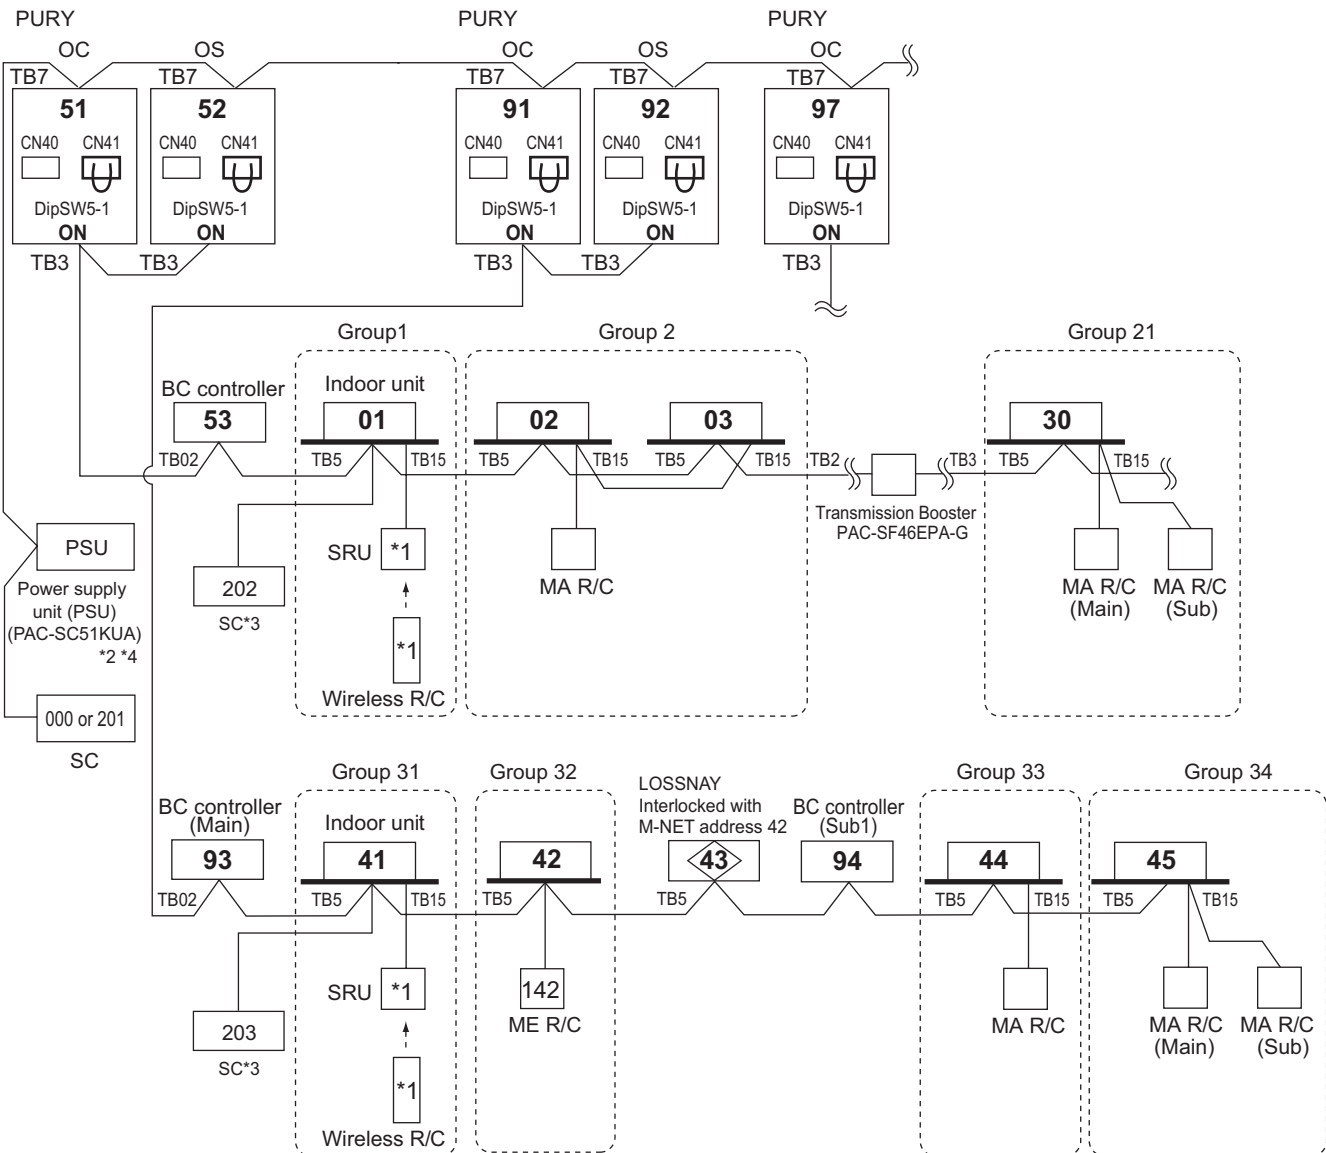 PURY
PURY
PURY
OC
OS
OC
OS
OC
TB7
TB7
TB7
TB7
TB7
51
52
91
92
97
CN40 CN41
CN40 CN41
CN40 CN41
CN40 CN41
CN40 CN41
DipSW5-1
DipSW5-1
DipSW5-1
DipSW5-1
DipSW5-1
ON
ON
ON
ON
ON
TB3
TB3
TB3
TB3
TB3
Group1
Group 2
Group 21
BC controller
Indoor unit
53
01
02
03
30
TB02
TB5
TB15
TB5
TB15
TB5
TB15
TB2
TB3
TB5
TB15
Transmission Booster
PAC-SF46EPA-G
PSU
Power supply
unit (PSU)
(PAC-SC51KUA)
*2 *4
202
SC*3
SRU
*1
MA R/C
MA R/C
(Main)
MA R/C
(Sub)
*1
Wireless R/C
000 or 201
SC
Group 31
Group 32
LOSSNAY
Interlocked with
M-NET address 42
Group 33
Group 34
BC controller
(Main)
Indoor unit
BC controller
(Sub1)
93
41
42
43
94
44
45
TB02
TB5
TB15
TB5
TB5
TB5
TB15
TB5
TB15
203
SC*3
SRU
*1
142
ME R/C
MA R/C
MA R/C
(Main)
MA R/C
(Sub)
*1
Wireless R/C